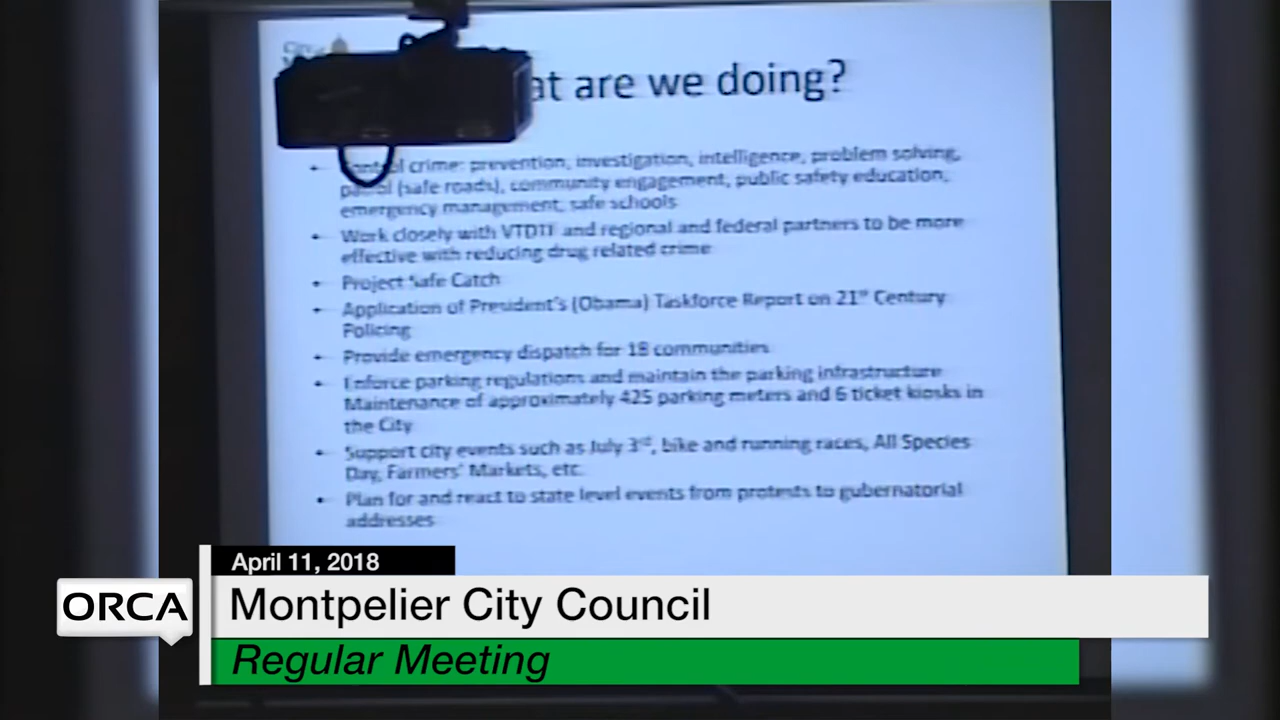 City
at are we doing?
• Control crime: prevention, investigation, intelligence, problem solving,
patrol (safe roads), community engagement, public safety education,
emergency management, safe schools
• Work closely with VTDTF and regional and federal partners to be more
effective with reducing drug related crime
• Project Safe Catch
• Application of President's (Obama) Taskforce Report on 21st Century
Policing
• Provide emergency dispatch for 18 communities
• Enforce parking regulations and maintain the parking infrastructure
Maintenance of approximately 425 parking meters and 6 ticket kiosks in
the City
• Support city events such as July 3rd, bike and running races, All Species
Day, Farmers' Markets, etc.
• Plan for and react to state level events from protests to gubernatorial
addresses
April 11, 2018
ORCA
Montpelier City Council
Regular Meeting